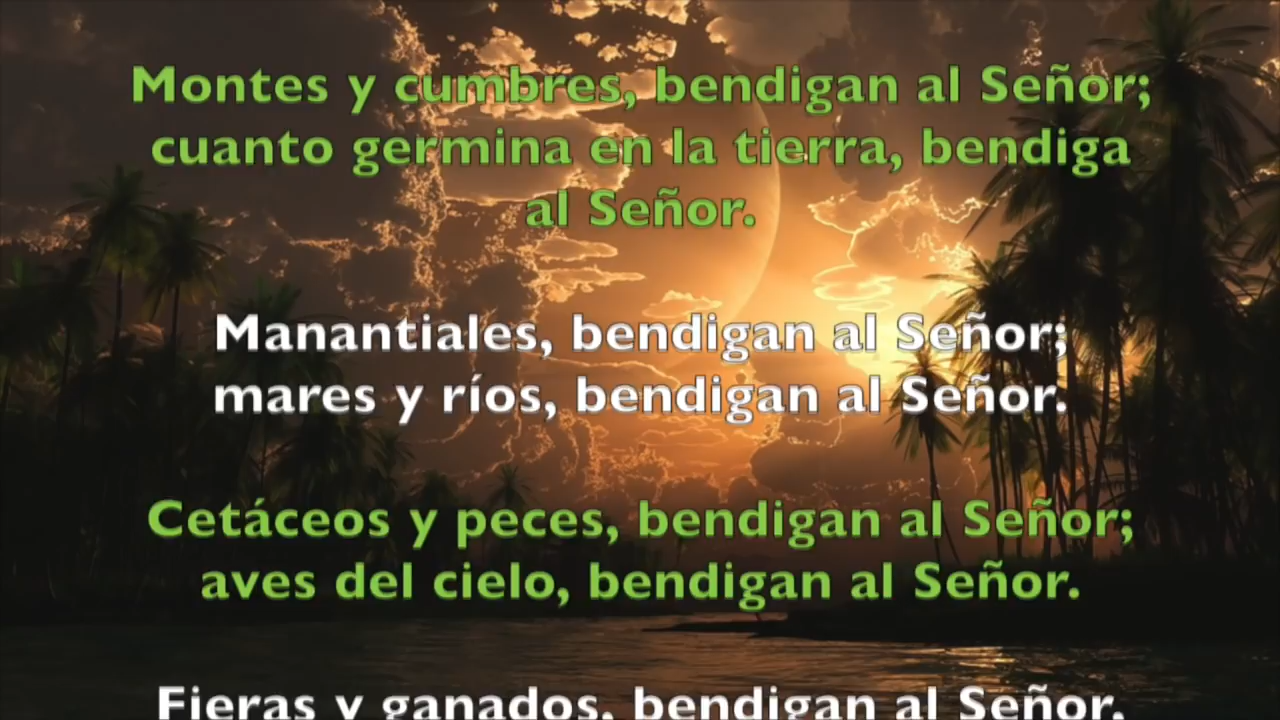 Montes y cumbres, bendigan al Señor;
cuanto germina en la tierra, bendiga
al Señor.
Manantiales, bendigan al Señor;
mares y ríos, bendigan al Señor.
Cetáceos y peces, bendigan al Señor;
aves del cielo, bendigan al Señor.
Fieras y ganados, bendigan al Señor.